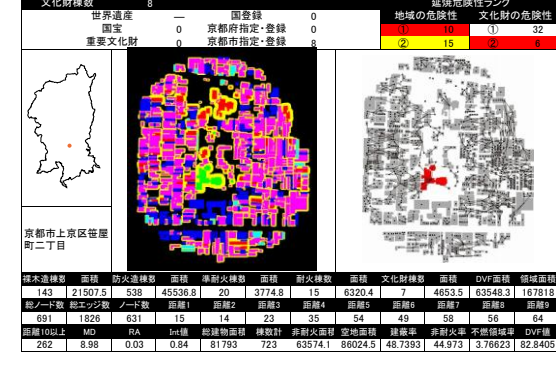 文化財棟数 8 延焼危険性ランク
世界遺産 ― 国登録 0 地域の危険性 文化財の危険性
国宝 0 京都府指定・登録 0 ① 10 ① 32
重要文化財 0 京都市指定・登録 8 ② 15 ② 6
京都市上京区笹屋
町二丁目
裸木造棟数 面積 防火造棟数 面積 準耐火棟数 面積 耐火棟数 面積 文化財棟数 面積 DVF面積 領域面積
143 21507.5 538 45536.8 20 3774.8 15 6320.4 7 4653.5 63548.3 167818
総ノード数 総エッジ数 ノード数 距離1 距離2 距離3 距離4 距離5 距離6 距離7 距離8 距離9
691 1826 631 15 14 23 35 54 49 58 56 64
距離10以上 MD RA Int値 総建物面積 棟数計 非耐火面積 空地面積 建蔽率 非耐火率 不燃領域率 DVF値
262 8.98 0.03 0.84 81793 723 63574.1 86024.5 48.7393 44.973 3.76623 82.8405